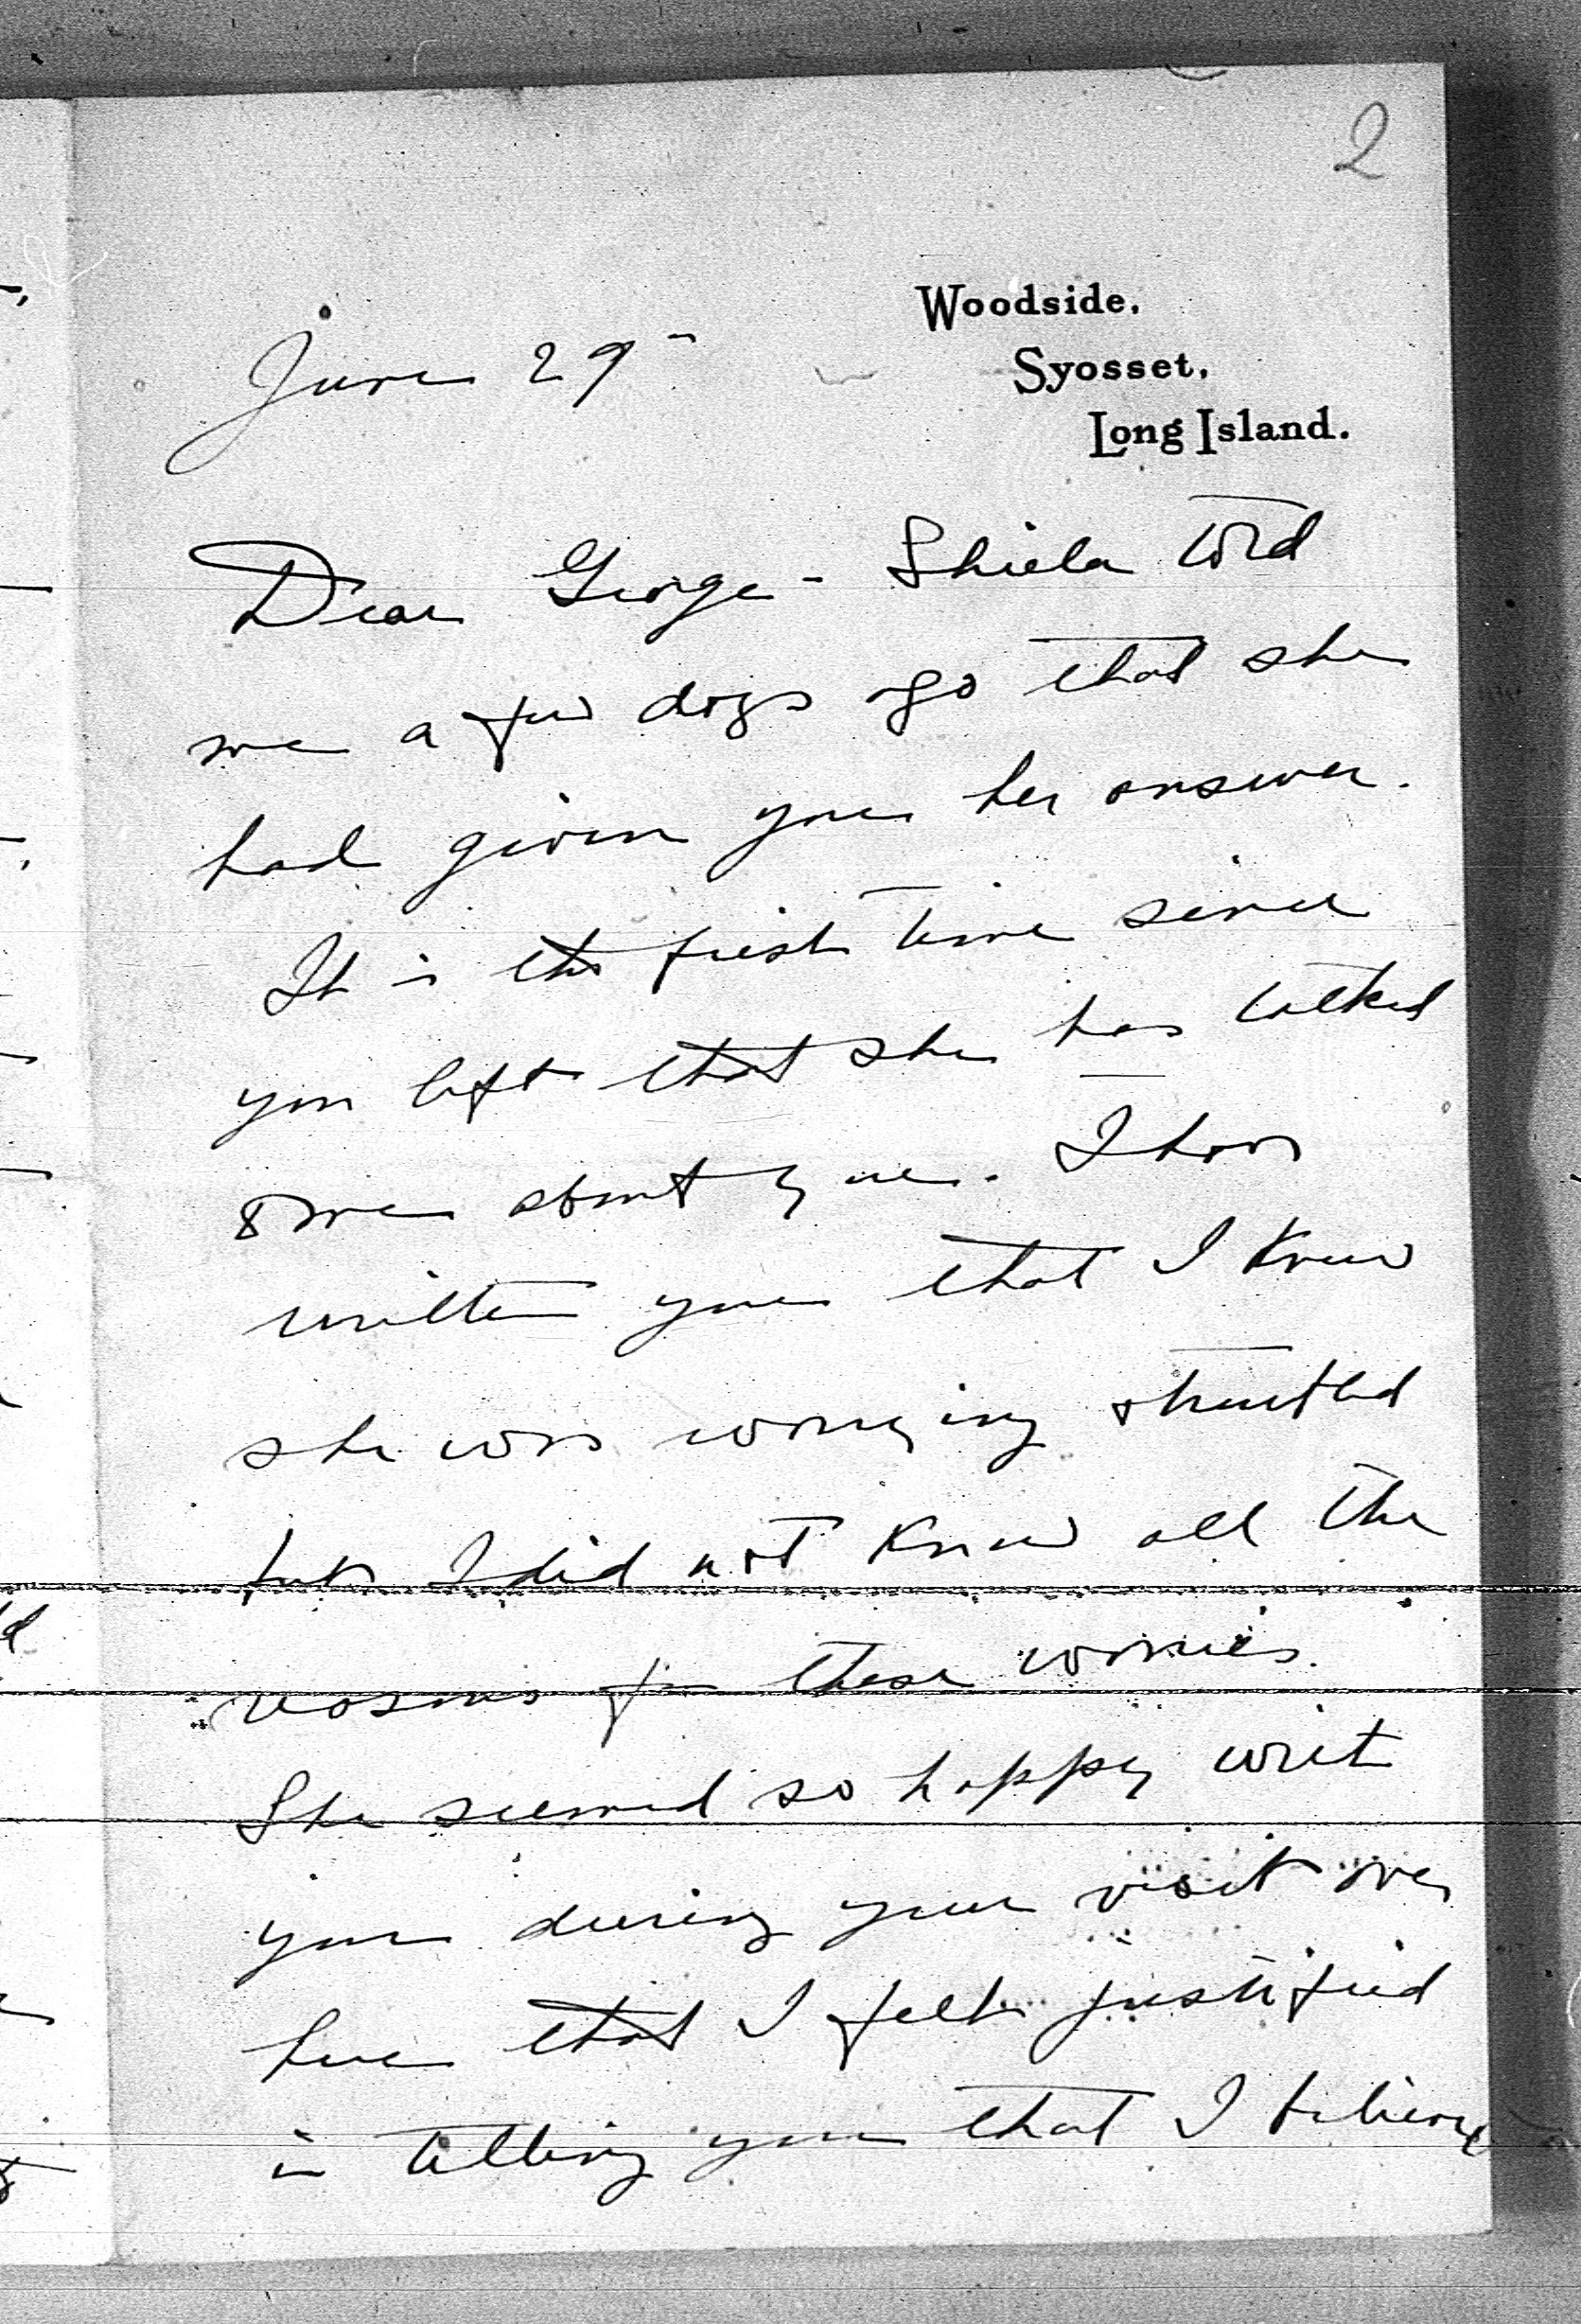 2
Woodside,
Syosset,
Long Island.
June 29
Dear George - Shiela told
me a few days ago that she
had given you her answer.
It is the first time since
you left that she has talked
to me about you. I have
written you that I knew
she was worrying &
but I did not know all the
reasons for these worries.
She seemed so happy with
you during your visit over
here that I felt justified
in telling you that I believe